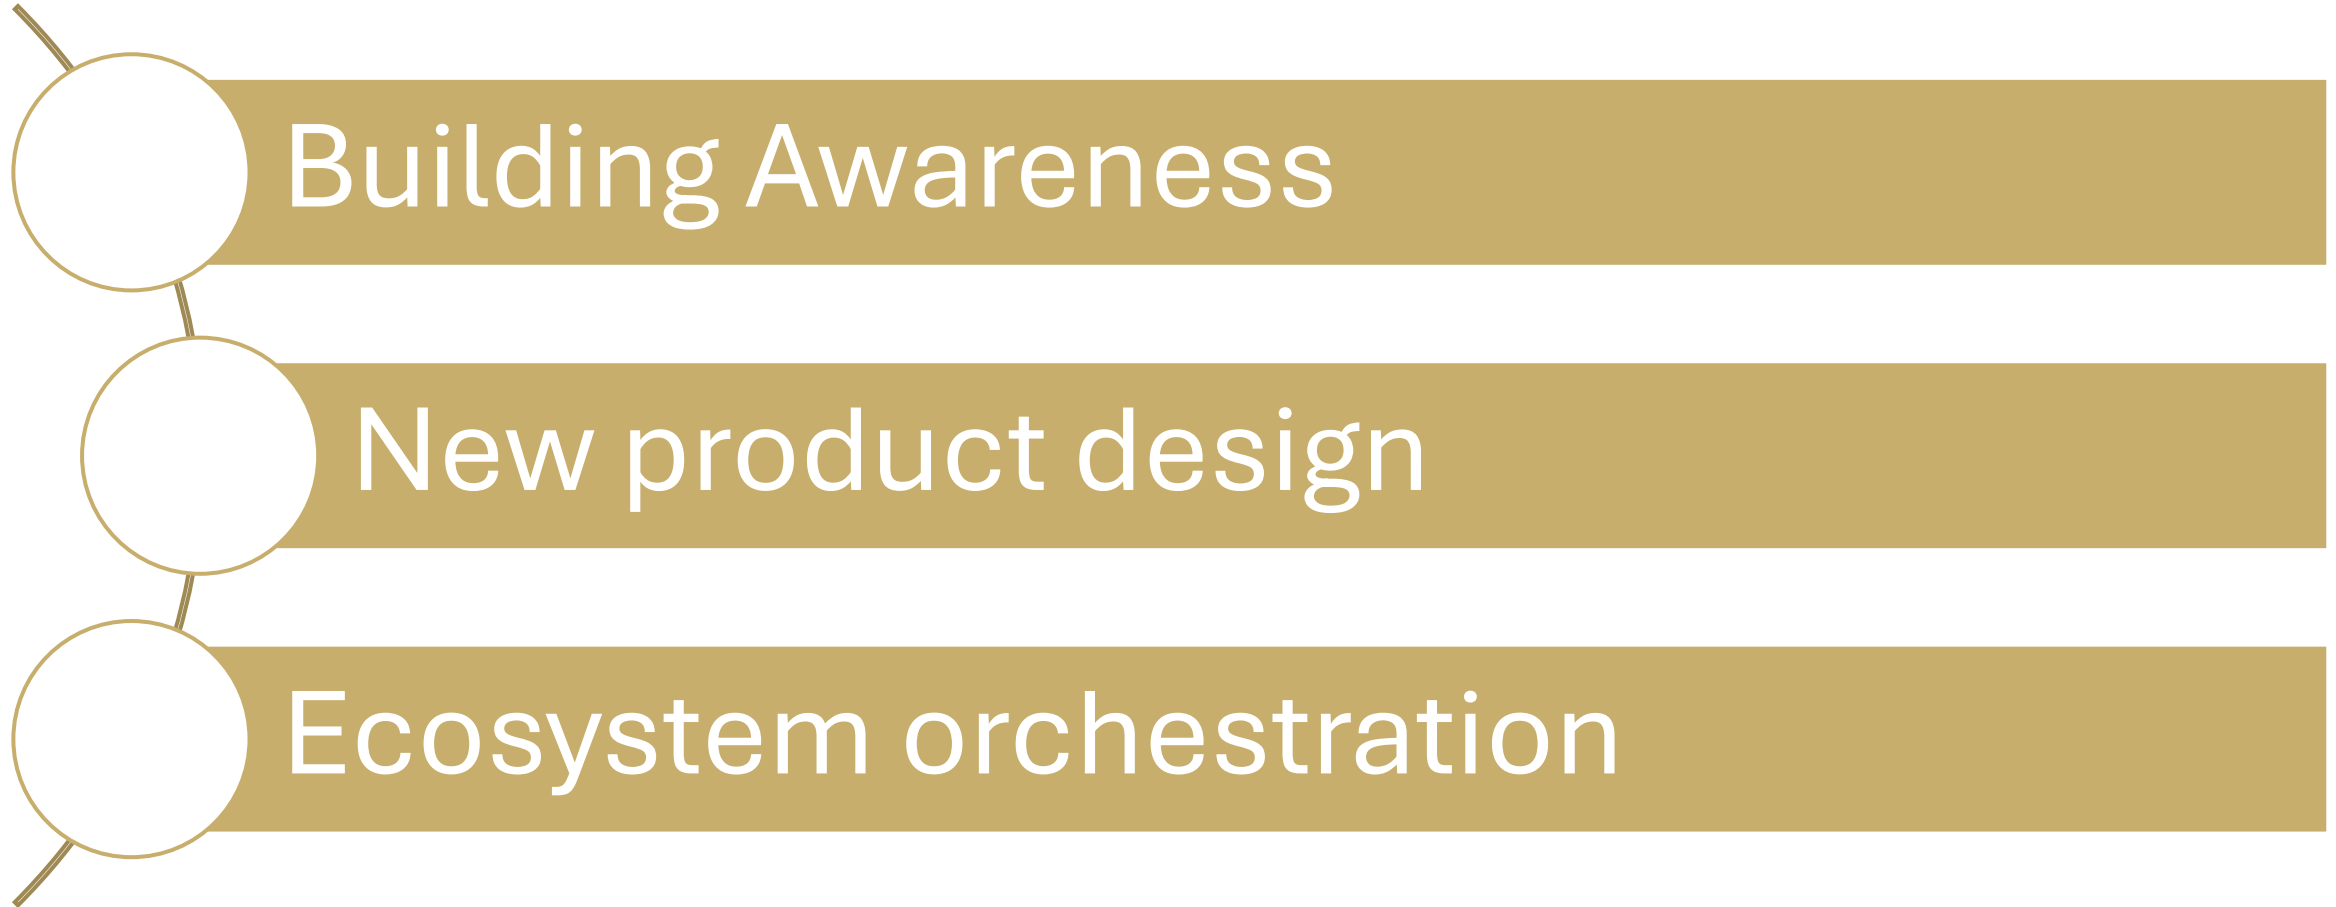 Building Awareness
New product design
Ecosystem orchestration